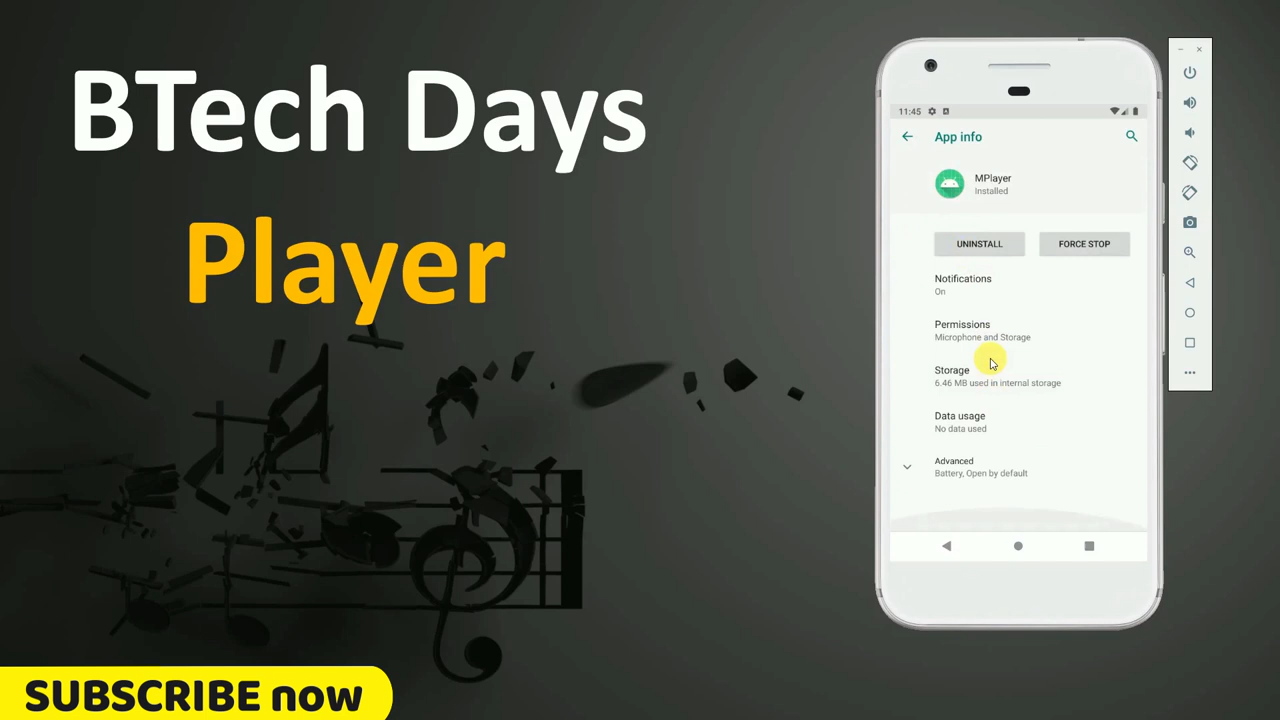 BTech Days
Player
11:45
App info
MPlayer
Installed
UNINSTALL
FORCE STOP
Notifications
On
Permissions
Microphone and Storage
Storage
6.46 MB used in internal storage
Data usage
No data used
Advanced
Battery, Open by default
SUBSCRIBE now